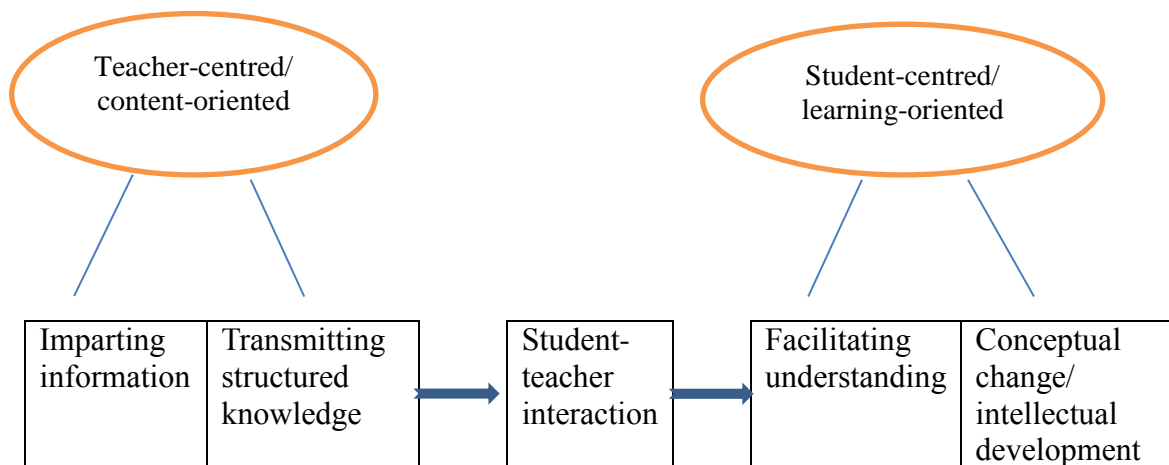 Teacher-centred/
content-oriented
Student-centred/
learning-oriented
Imparting
information
Transmitting
structured
knowledge
Student-
teacher
interaction
Facilitating
understanding
Conceptual
change/
intellectual
development